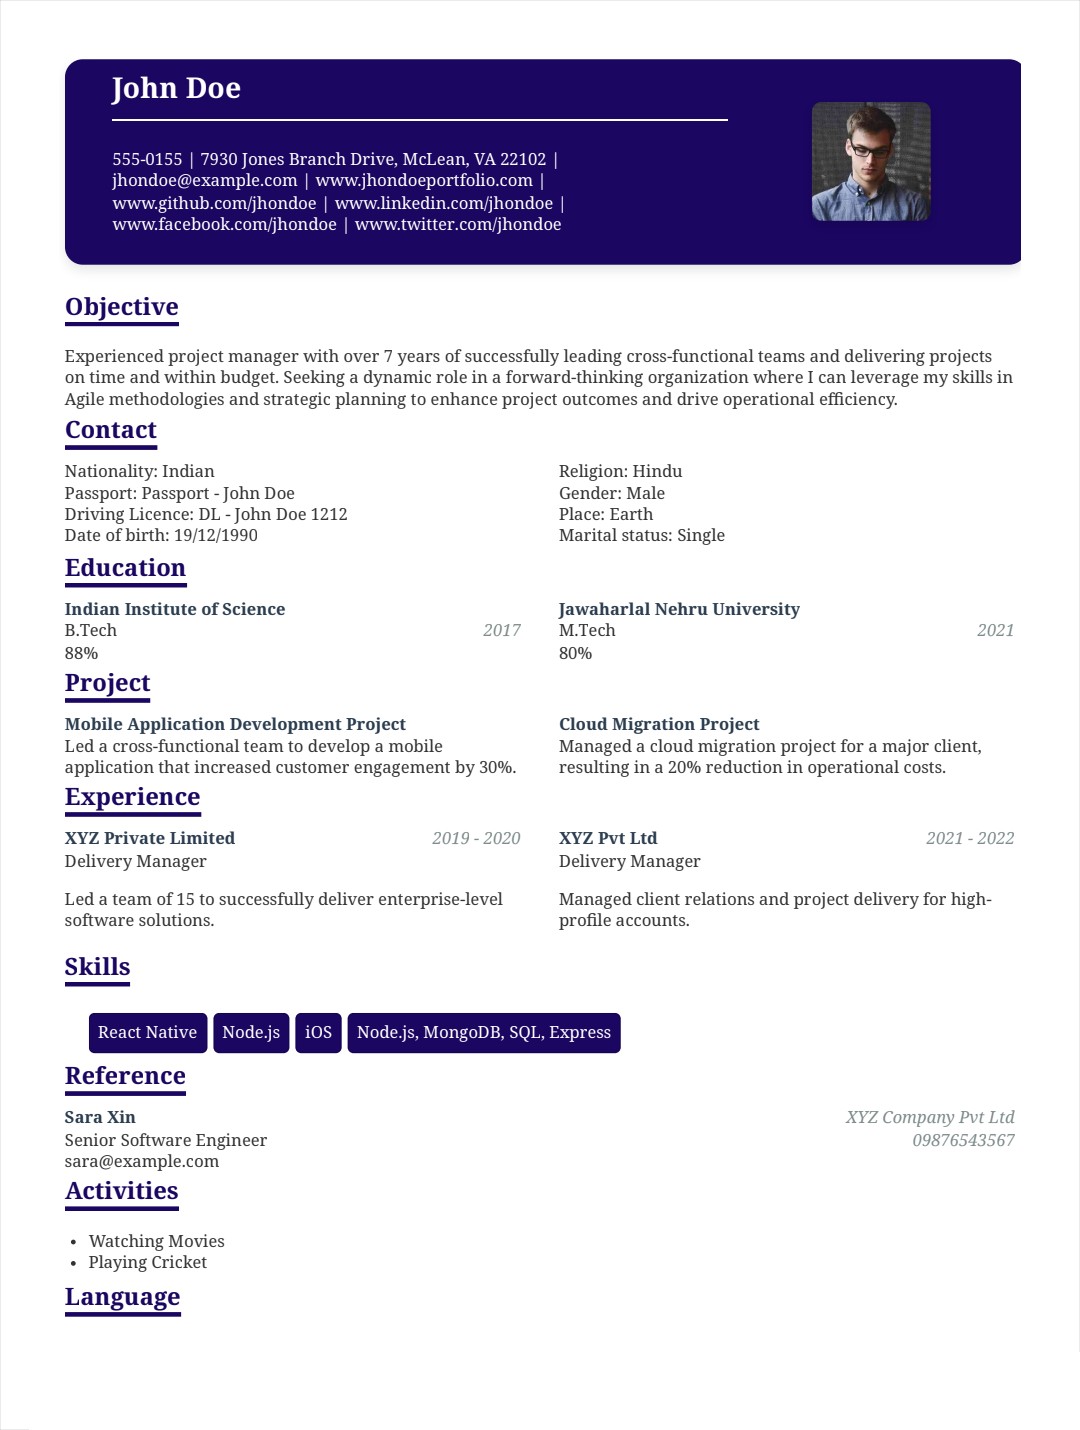 John Doe
555-0155 | 7930 Jones Branch Drive, McLean, VA 22102 |
jhondoe@example.com | www.jhondoeportfolio.com |
www.github.com/jhondoe | www.linkedin.com/jhondoe |
www.facebook.com/jhondoe | www.twitter.com/jhondoe
Objective
Experienced project manager with over 7 years of successfully leading cross-functional teams and delivering projects
on time and within budget. Seeking a dynamic role in a forward-thinking organization where I can leverage my skills in
Agile methodologies and strategic planning to enhance project outcomes and drive operational efficiency.
Contact
Nationality: Indian
Passport: Passport - John Doe
Driving Licence: DL - John Doe 1212
Date of birth: 19/12/1990
Religion: Hindu
Gender: Male
Place: Earth
Marital status: Single
Education
Indian Institute of Science
B.Tech 2017
88%
Jawaharlal Nehru University
M.Tech 2021
80%
Project
Mobile Application Development Project
Led a cross-functional team to develop a mobile
application that increased customer engagement by 30%.
Cloud Migration Project
Managed a cloud migration project for a major client,
resulting in a 20% reduction in operational costs.
Experience
XYZ Private Limited 2019 - 2020
Delivery Manager
Led a team of 15 to successfully deliver enterprise-level
software solutions.
XYZ Pvt Ltd 2021 - 2022
Delivery Manager
Managed client relations and project delivery for high-
profile accounts.
Skills
React Native Node.js iOS Node.js, MongoDB, SQL, Express
Reference
Sara Xin XYZ Company Pvt Ltd
Senior Software Engineer 09876543567
sara@example.com
Activities
• Watching Movies
• Playing Cricket
Language